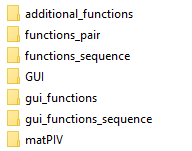 additional_functions
functions_pair
functions_sequence
GUI
gui_functions
gui_functions_sequence
matPIV